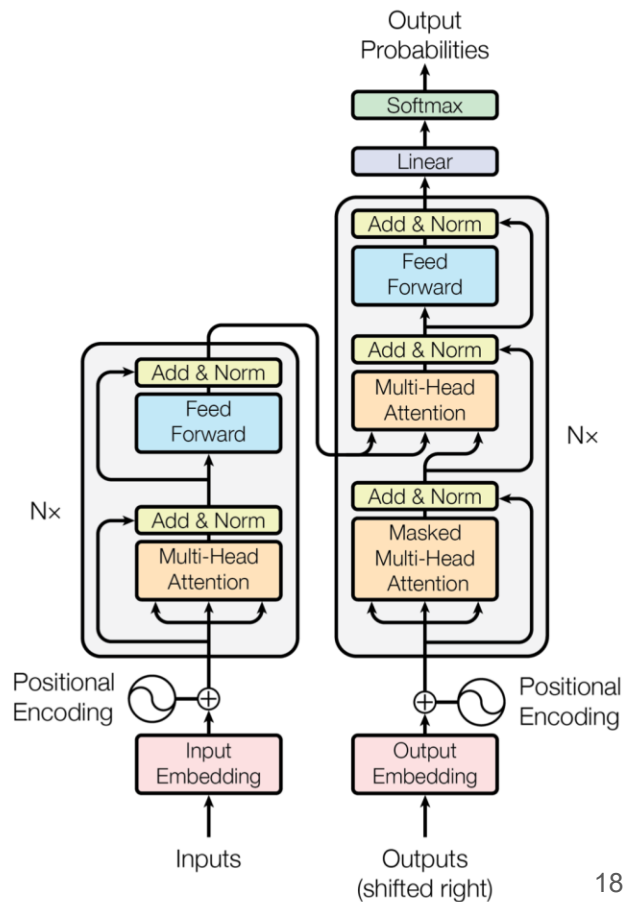 Output
Probabilities
Softmax
Linear
Add & Norm
Feed
Forward
Add & Norm
Multi-Head
Attention
Nx
Add & Norm
Masked
Multi-Head
Attention
Add & Norm
Feed
Forward
Nx
Add & Norm
Multi-Head
Attention
Positional
Encoding
Positional
Encoding
Input
Embedding
Output
Embedding
Inputs
Outputs
(shifted right)
18